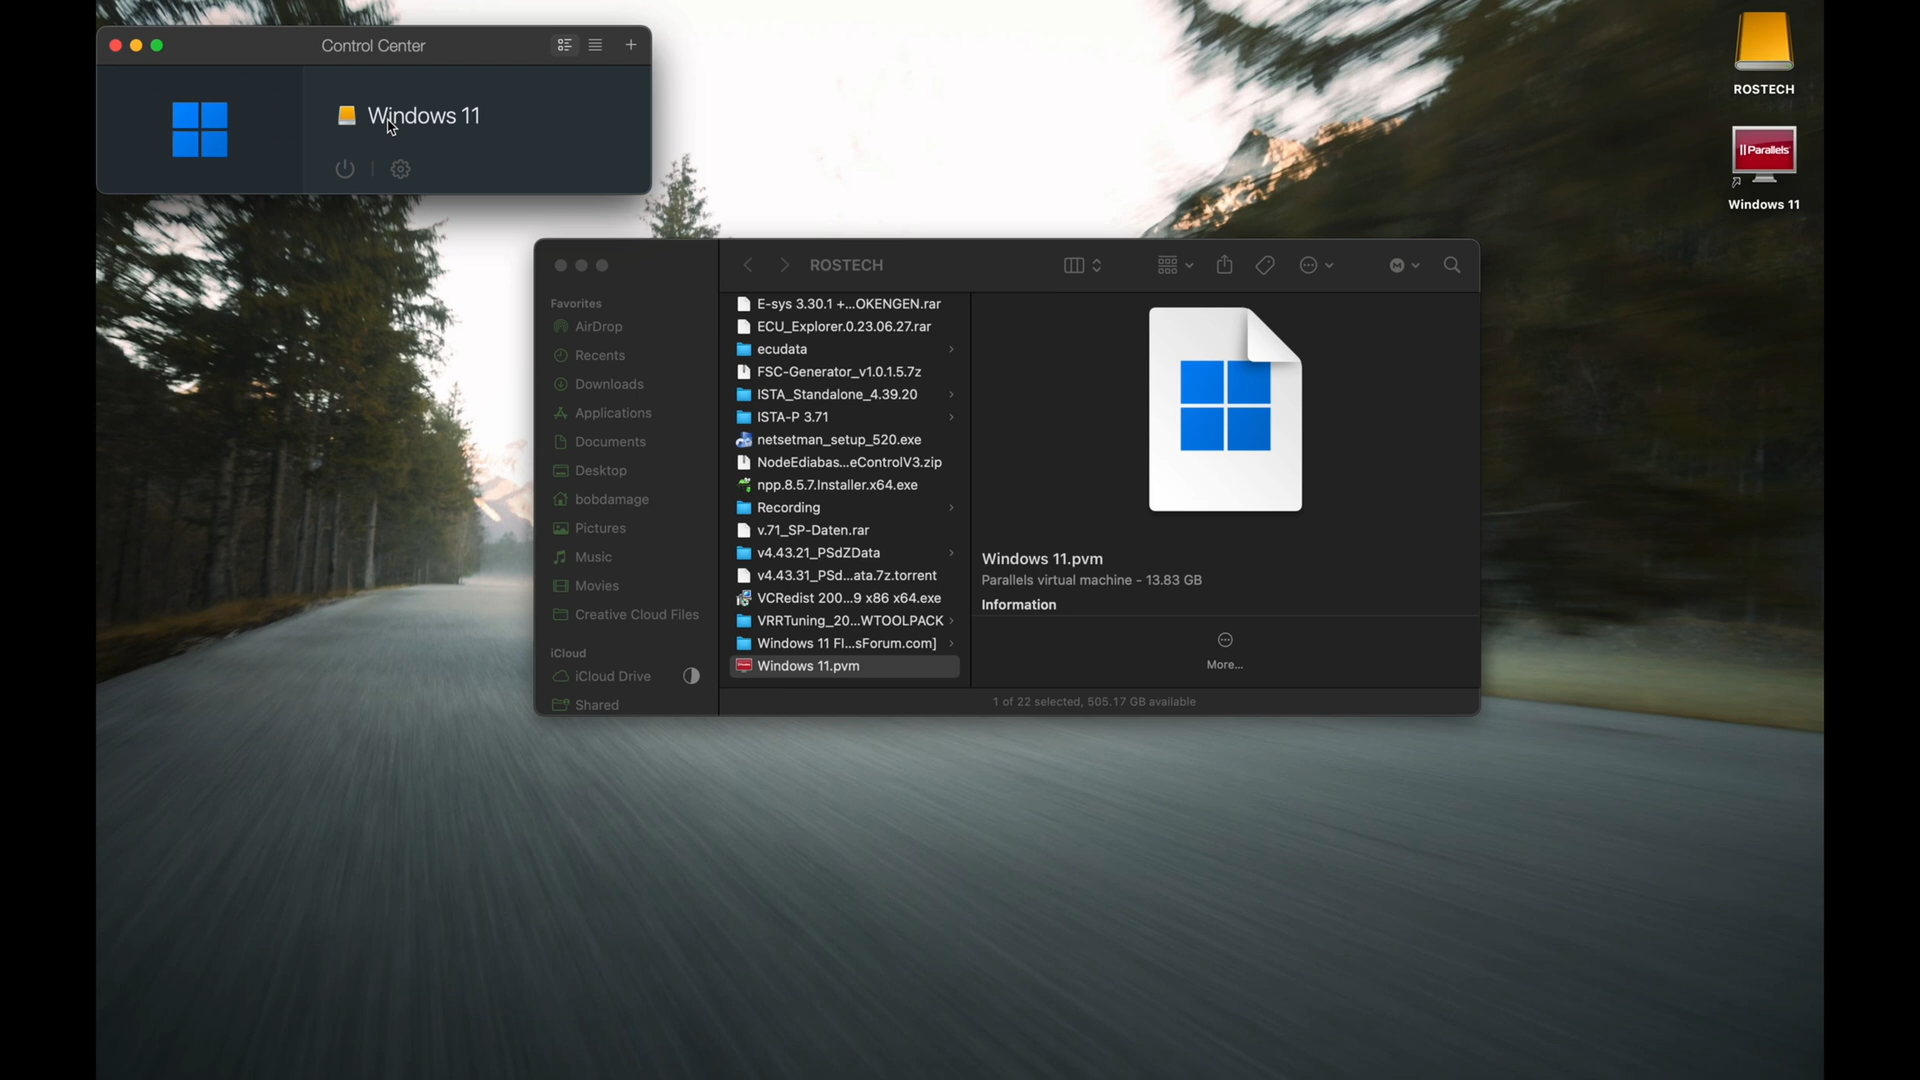 Control Center
Windows 11
ROSTECH
|| Parallels
Windows 11
ROSTECH
Favorites
AirDrop
Recents
Downloads
Applications
Documents
Desktop
bobdamage
Pictures
Music
Movies
Creative Cloud Files
iCloud
iCloud Drive
Shared
E-sys 3.30.1 +...OKENGEN.rar
ECU_Explorer.0.23.06.27.rar
ecudata
FSC-Generator_v1.0.1.5.7z
ISTA_Standalone_4.39.20
ISTA-P 3.71
netsetman_setup_520.exe
NodeEdiabas...eControlV3.zip
npp.8.5.7.Installer.x64.exe
Recording
v.71_SP-Daten.rar
v4.43.21_PSdZData
v4.43.31_PSd...ata.7z.torrent
VCRedist 200...9 x86 x64.exe
VRRTuning_20...WTOOLPACK
Windows 11 Fl...sForum.com]
Windows 11.pvm
M
Windows 11.pvm
Parallels virtual machine - 13.83 GB
Information
More...
1 of 22 selected, 505.17 GB available